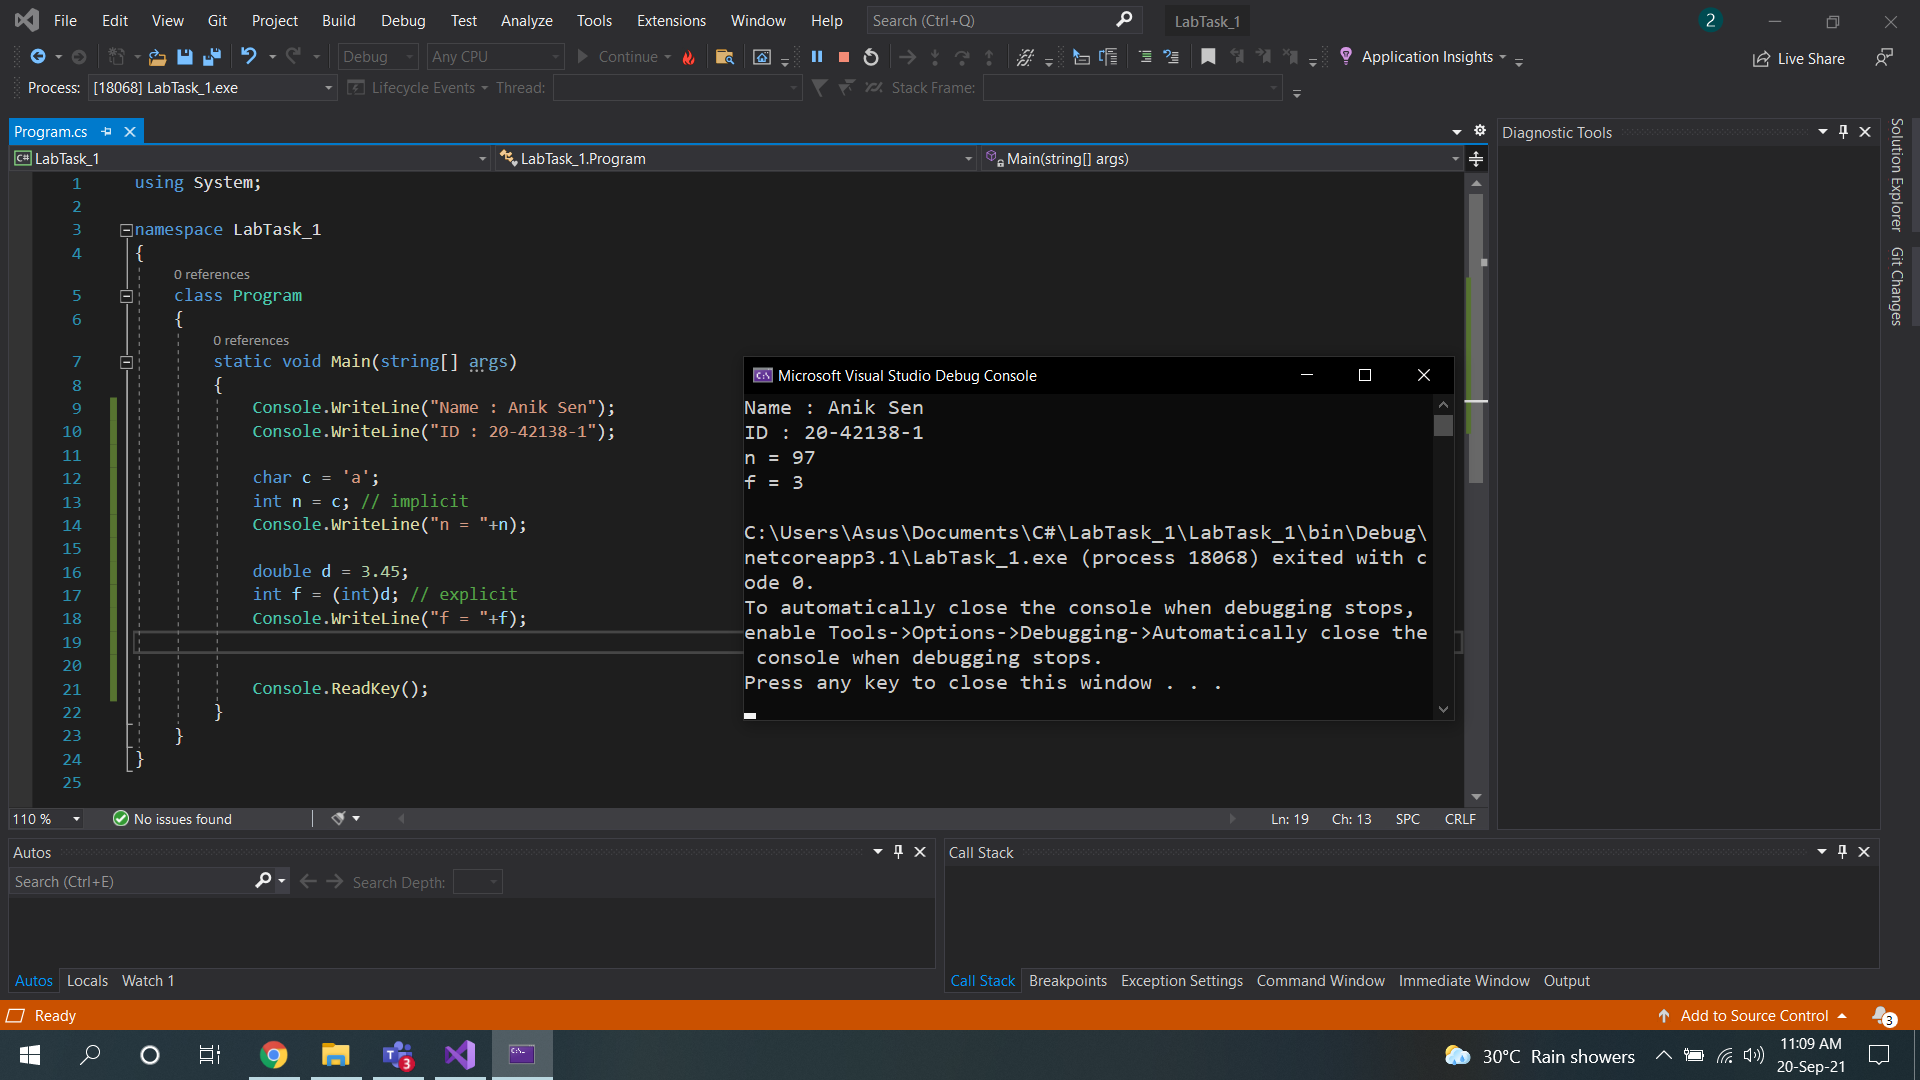 File Edit View Git Project Build Debug Test Analyze Tools Extensions Window Help Search (Ctrl+Q) LabTask_1 2
Debug Any CPU Continue Application Insights Live Share
Process: [18068] LabTask_1.exe Lifecycle Events Thread: Stack Frame:
Program.cs
LabTask_1 LabTask_1.Program Main(string[] args)
1 using System;
2
3 namespace LabTask_1
4 {
0 references
5 class Program
6 {
0 references
7 static void Main(string[] args)
8 {
9 Console.WriteLine("Name : Anik Sen");
10 Console.WriteLine("ID : 20-42138-1");
11
12 char c = 'a';
13 int n = c; // implicit
14 Console.WriteLine("n = "+n);
15
16 double d = 3.45;
17 int f = (int)d; // explicit
18 Console.WriteLine("f = "+f);
19
20
21 Console.ReadKey();
22 }
23 }
24 }
25
110 % No issues found Ln: 19 Ch: 13 SPC CRLF
Microsoft Visual Studio Debug Console
Name : Anik Sen
ID : 20-42138-1
n = 97
f = 3
C:\Users\Asus\Documents\C#\LabTask_1\LabTask_1\bin\Debug\
netcoreapp3.1\LabTask_1.exe (process 18068) exited with c
ode 0.
To automatically close the console when debugging stops,
enable Tools->Options->Debugging->Automatically close the
console when debugging stops.
Press any key to close this window . . .
Diagnostic Tools
Solution Explorer
Git Changes
Autos
Search (Ctrl+E) Search Depth:
Autos Locals Watch 1
Call Stack
Call Stack Breakpoints Exception Settings Command Window Immediate Window Output
Ready Add to Source Control 3
3 30°C Rain showers 11:09 AM
20-Sep-21